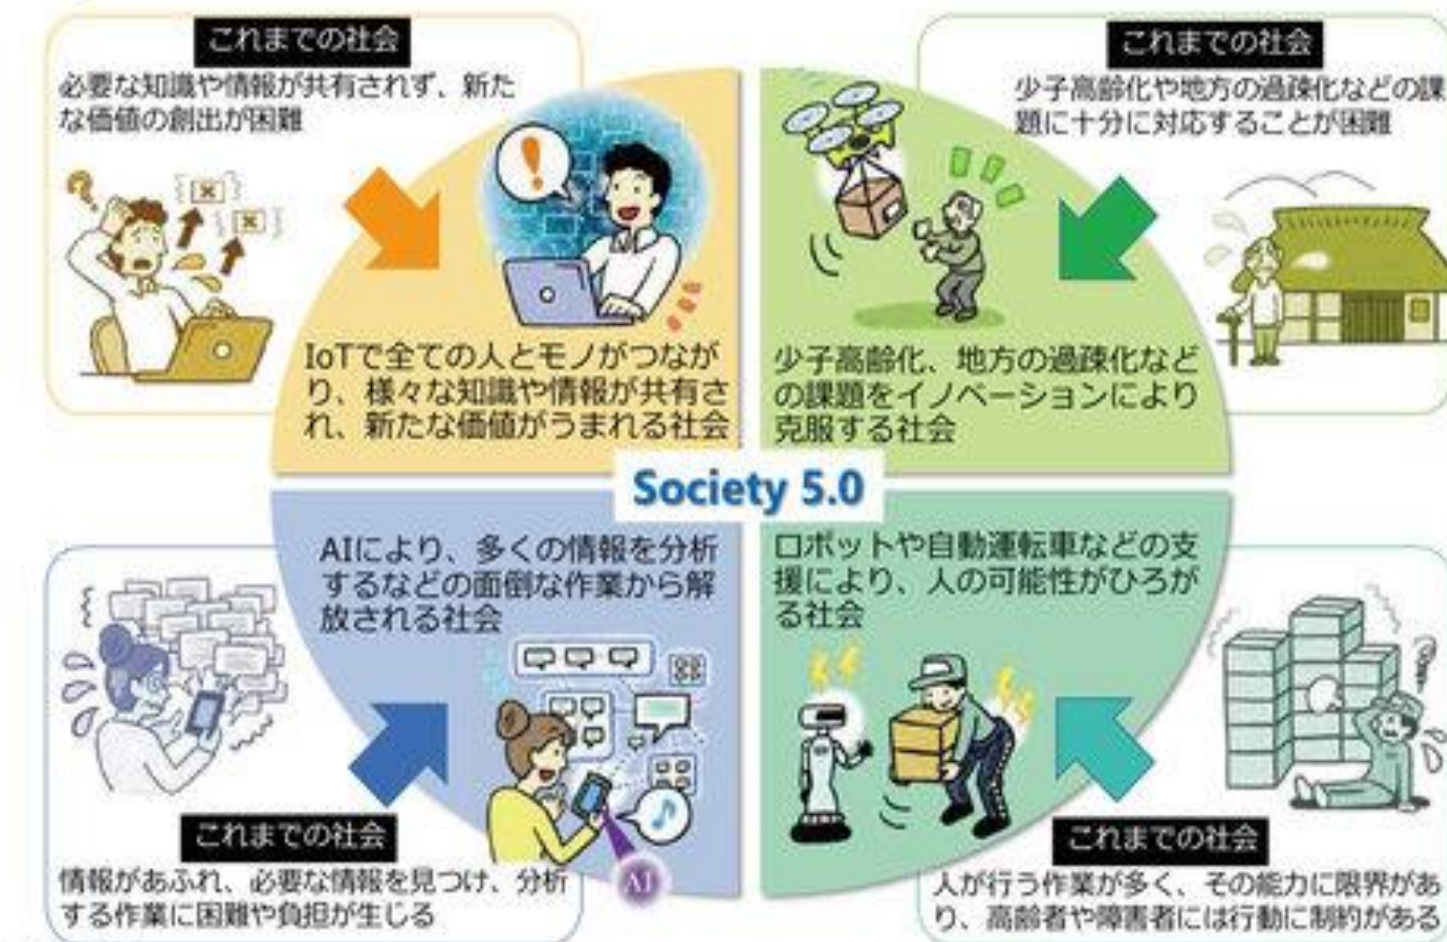 これまでの社会
必要な知識や情報が共有されず、新た
な価値の創出が困難
IoTで全ての人とモノがつなが
り、様々な知識や情報が共有さ
れ、新たな価値がうまれる社会
これまでの社会
少子高齢化や地方の過疎化などの課
題に十分に対応することが困難
少子高齢化、地方の過疎化など
の課題をイノベーションにより
克服する社会
Society 5.0
AIにより、多くの情報を分析
するなどの面倒な作業から解
放される社会
AI
これまでの社会
情報があふれ、必要な情報を見つけ、分析
する作業に困難や負担が生じる
ロボットや自動運転車などの支
援により、人の可能性がひろが
る社会
これまでの社会
人が行う作業が多く、その能力に限界があ
り、高齢者や障害者には行動に制約がある